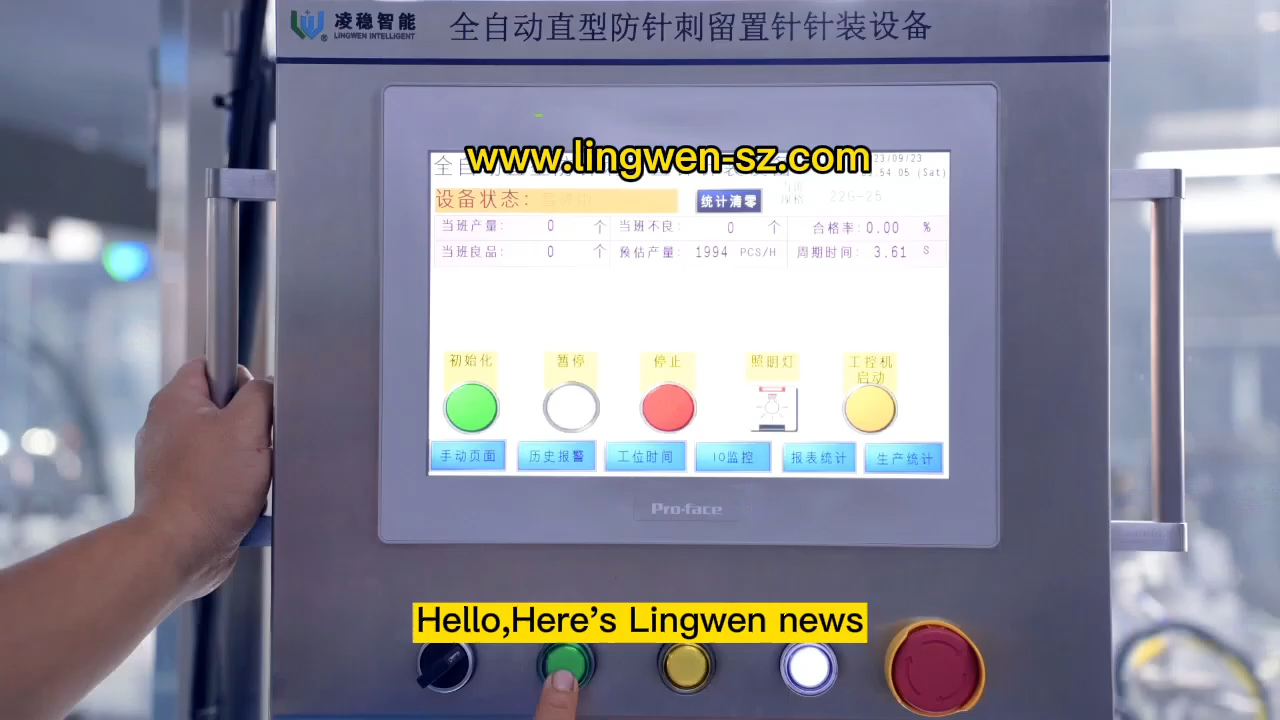 凌稳智能
LINGWEN INTELLIGENT
全自动直型防针刺留置针针装设备
www.lingwen-sz.com
全自
23/09/23
54 05 (Sat)
设备状态：
统计清零
22G-25
当班产量： 0 个 当班不良： 0 个 合格率：0.00 %
当班良品： 0 个 预估产量： 1994 PCS/H 周期时间： 3.61 S
初始化 暂停 停止 照明灯 工控机
启动
手动页面 历史报警 工位时间 IO监控 报表统计 生产统计
Pro-face
Hello,Here’s Lingwen news